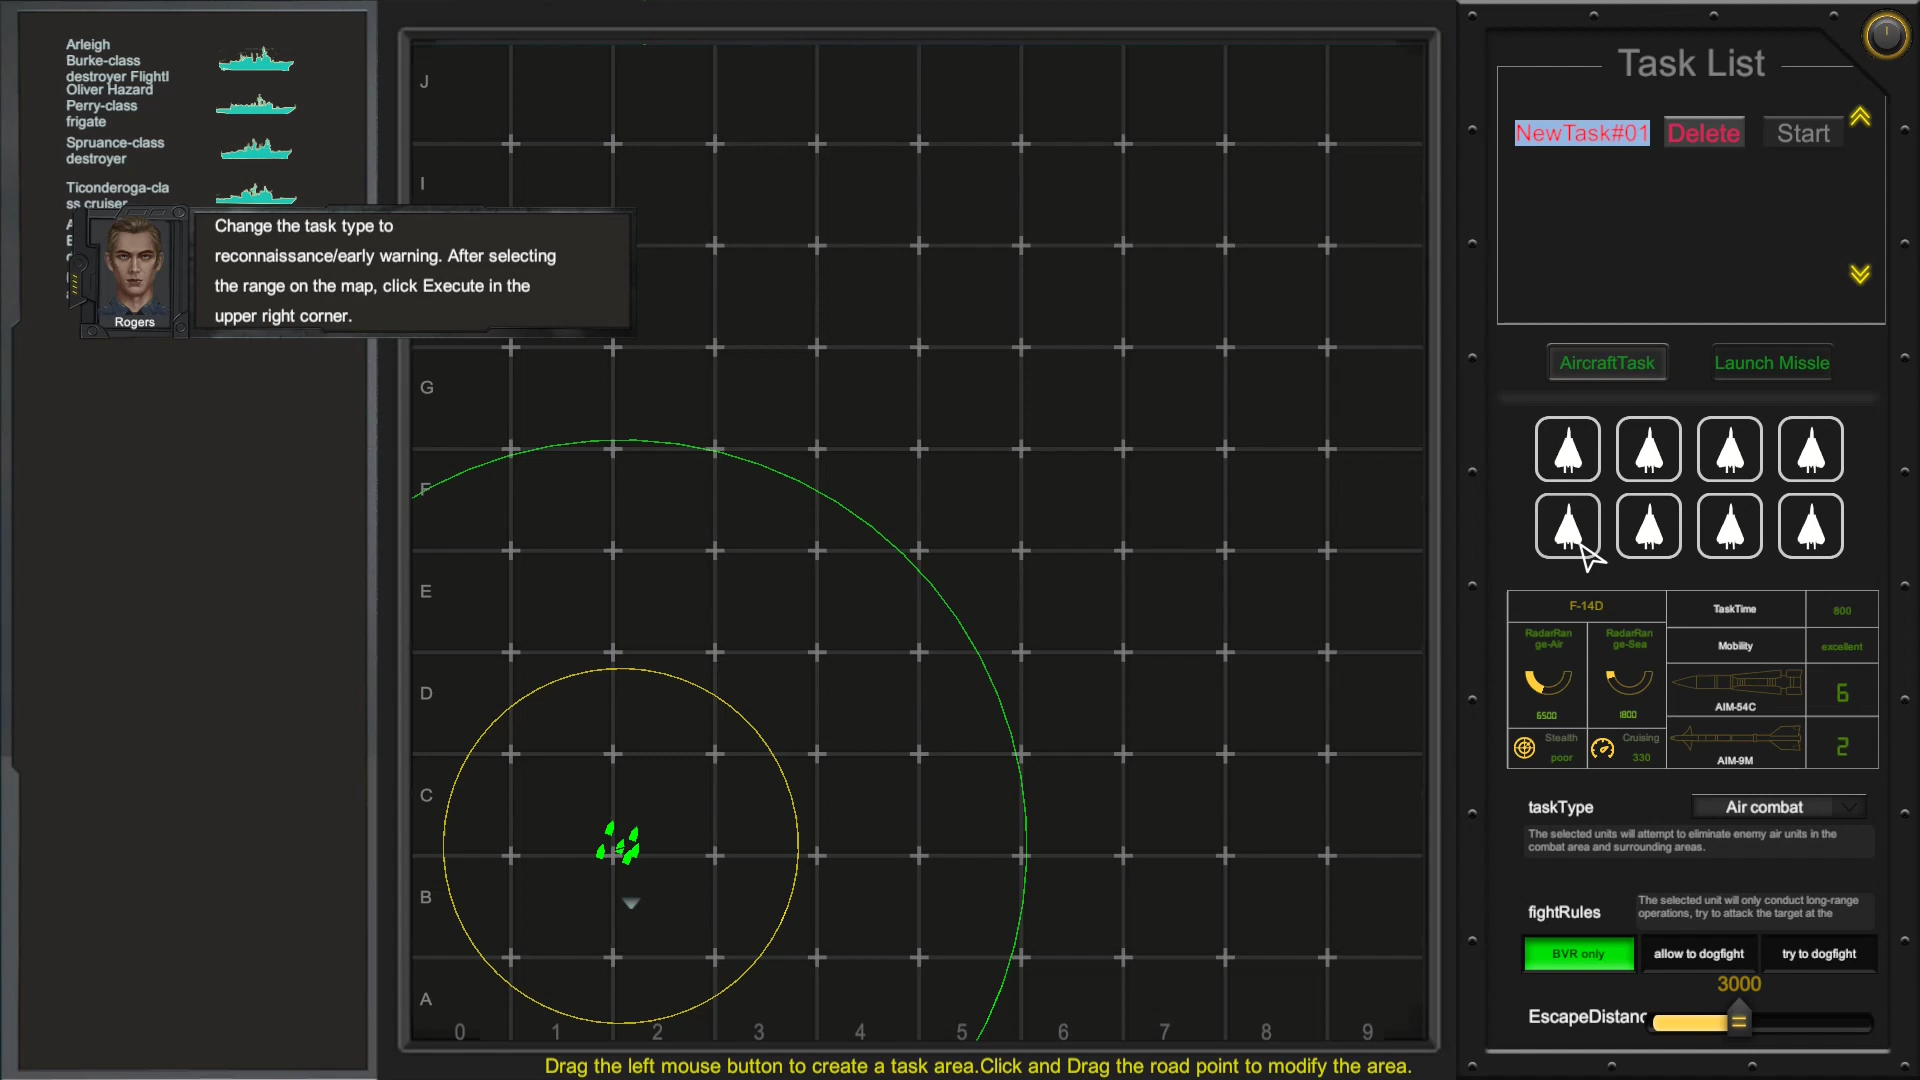 Arleigh
Burke-class
destroyer FlightI
Oliver Hazard
Perry-class
frigate
Spruance-class
destroyer
Ticonderoga-cla
ss cruiser
Rogers
Change the task type to
reconnaissance/early warning. After selecting
the range on the map, click Execute in the
upper right corner.
J
I
G
F
E
D
C
B
A
0 1 2 3 4 5 6 7 8 9
Drag the left mouse button to create a task area.Click and Drag the road point to modify the area.
Task List
NewTask#01 Delete Start
AircraftTask Launch Missle
F-14D
RadarRan
ge-Air
6500
RadarRan
ge-Sea
1800
Stealth
poor
Cruising
330
TaskTime 800
Mobility excellent
AIM-54C 6
AIM-9M 2
taskType Air combat
The selected units will attempt to eliminate enemy air units in the
combat area and surrounding areas.
fightRules
The selected unit will only conduct long-range
operations, try to attack the target at the
BVR only allow to dogfight try to dogfight
3000
EscapeDistanc